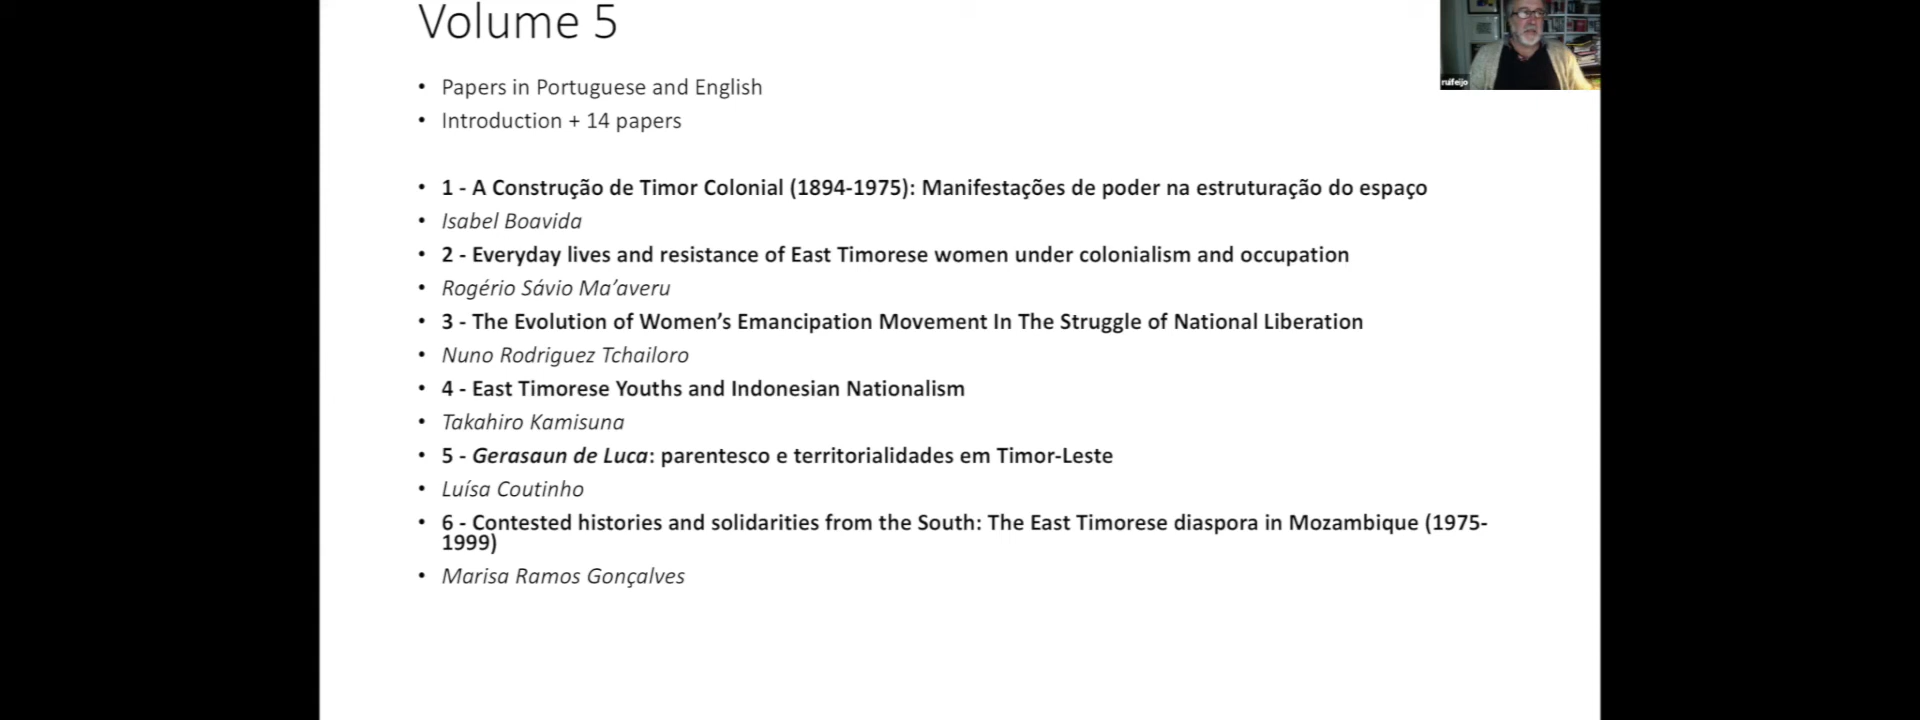 Volume 5
• Papers in Portuguese and English
• Introduction + 14 papers
• 1 - A Construção de Timor Colonial (1894-1975): Manifestações de poder na estruturação do espaço
• Isabel Boavida
• 2 - Everyday lives and resistance of East Timorese women under colonialism and occupation
• Rogério Sávio Ma’averu
• 3 - The Evolution of Women’s Emancipation Movement In The Struggle of National Liberation
• Nuno Rodriguez Tchailoro
• 4 - East Timorese Youths and Indonesian Nationalism
• Takahiro Kamisuna
• 5 - Gerasaun de Luca: parentesco e territorialidades em Timor-Leste
• Luísa Coutinho
• 6 - Contested histories and solidarities from the South: The East Timorese diaspora in Mozambique (1975-
1999)
• Marisa Ramos Gonçalves
ruifeijo